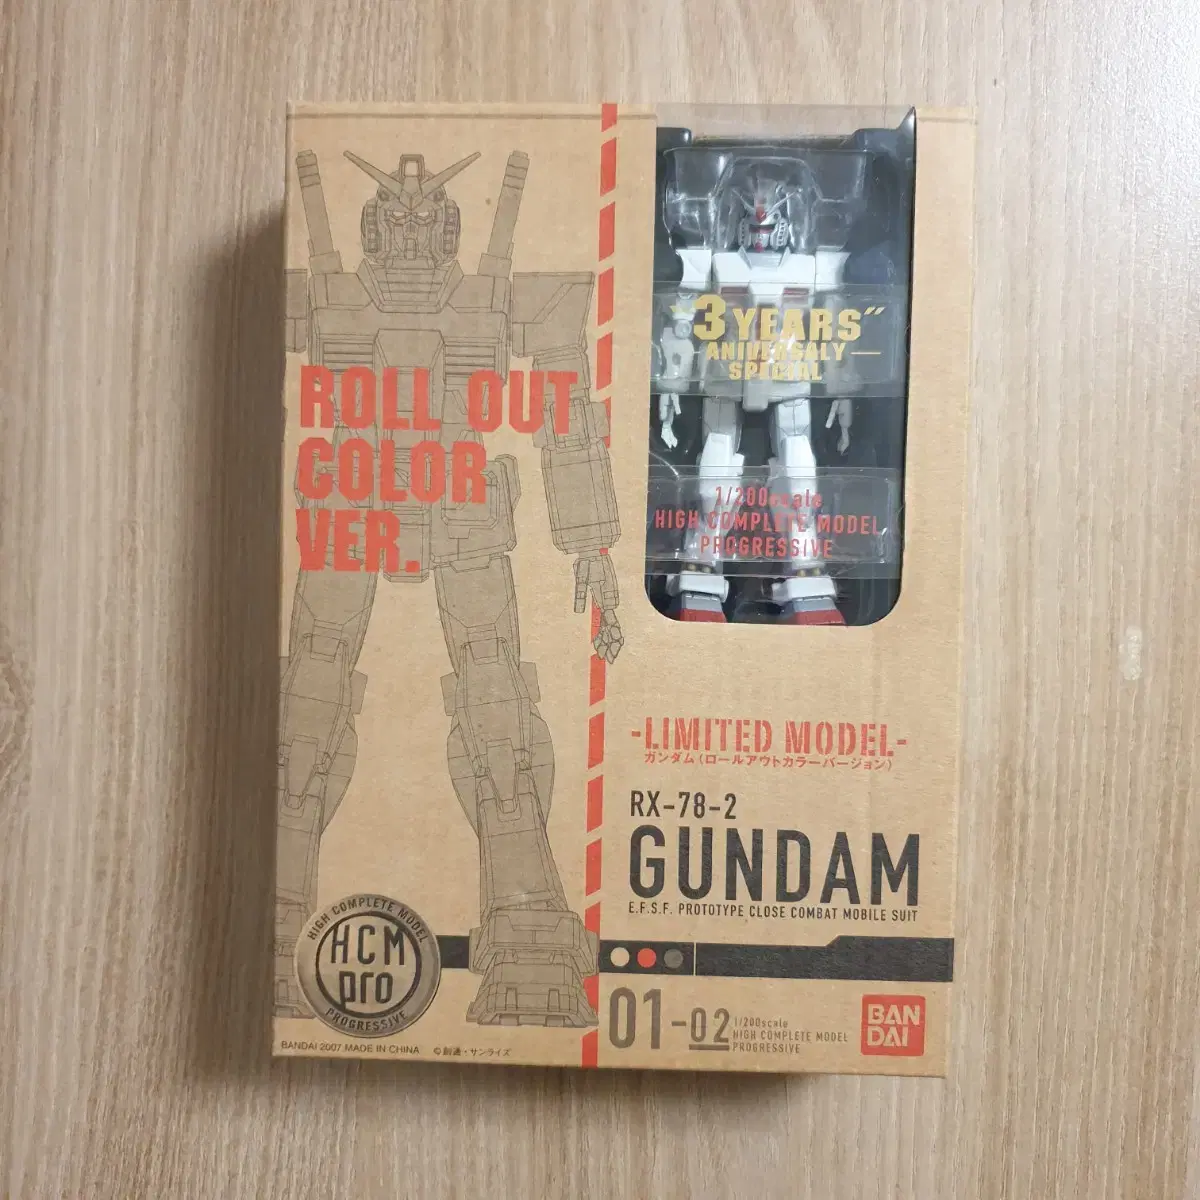 ROLL OUT
COLOR
VER.
"3 YEARS"
ANIVERSALY
SPECIAL
1/200scale
HIGH COMPLETE MODEL
PROGRESSIVE
-LIMITED MODEL-
ガンダム(ロールアウトカラーバージョン)
RX-78-2
GUNDAM
E.F.S.F. PROTOTYPE CLOSE COMBAT MOBILE SUIT
HIGH COMPLETE MODEL
HCM
pro
PROGRESSIVE
01-02
1/200scale
HIGH COMPLETE MODEL
PROGRESSIVE
BAN
DAI
BANDAI 2007 MADE IN CHINA ©創通・サンライズ